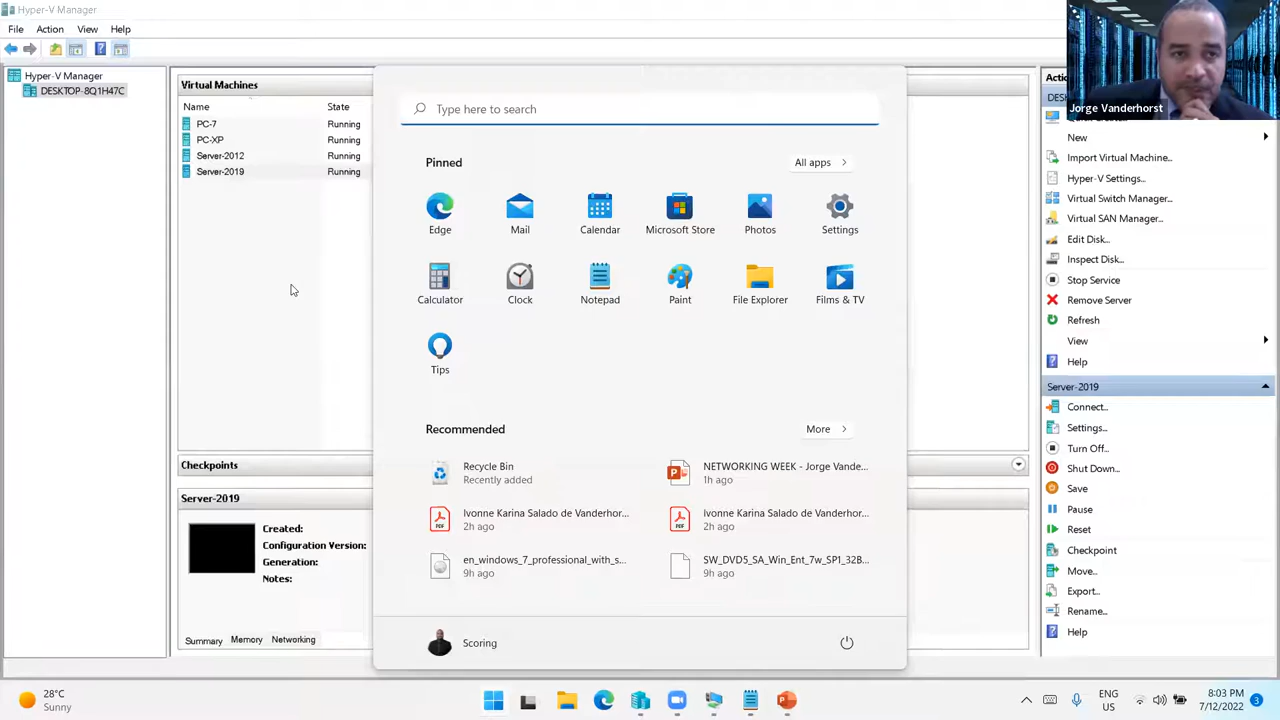 Hyper-V Manager
File Action View Help
Hyper-V Manager
DESKTOP-8Q1H47C
Virtual Machines
Name State
PC-7 Running
PC-XP Running
Server-2012 Running
Server-2019 Running
Checkpoints
Server-2019
Created:
Configuration Version:
Generation:
Notes:
Summary Memory Networking
Type here to search
Pinned All apps
Edge Mail Calendar Microsoft Store Photos Settings
Calculator Clock Notepad Paint File Explorer Films & TV
Tips
Recommended More
Recycle Bin
Recently added
NETWORKING WEEK - Jorge Vande...
1h ago
Ivonne Karina Salado de Vanderhor...
2h ago
Ivonne Karina Salado de Vanderhor...
2h ago
en_windows_7_professional_with_s...
9h ago
SW_DVD5_SA_Win_Ent_7w_SP1_32B...
9h ago
Scoring
Jorge Vanderhorst
New
Import Virtual Machine...
Hyper-V Settings...
Virtual Switch Manager...
Virtual SAN Manager...
Edit Disk...
Inspect Disk...
Stop Service
Remove Server
Refresh
View
Help
Server-2019
Connect...
Settings...
Turn Off...
Shut Down...
Save
Pause
Reset
Checkpoint
Move...
Export...
Rename...
Help
28°C
Sunny
ENG
US
8:03 PM
7/12/2022
3